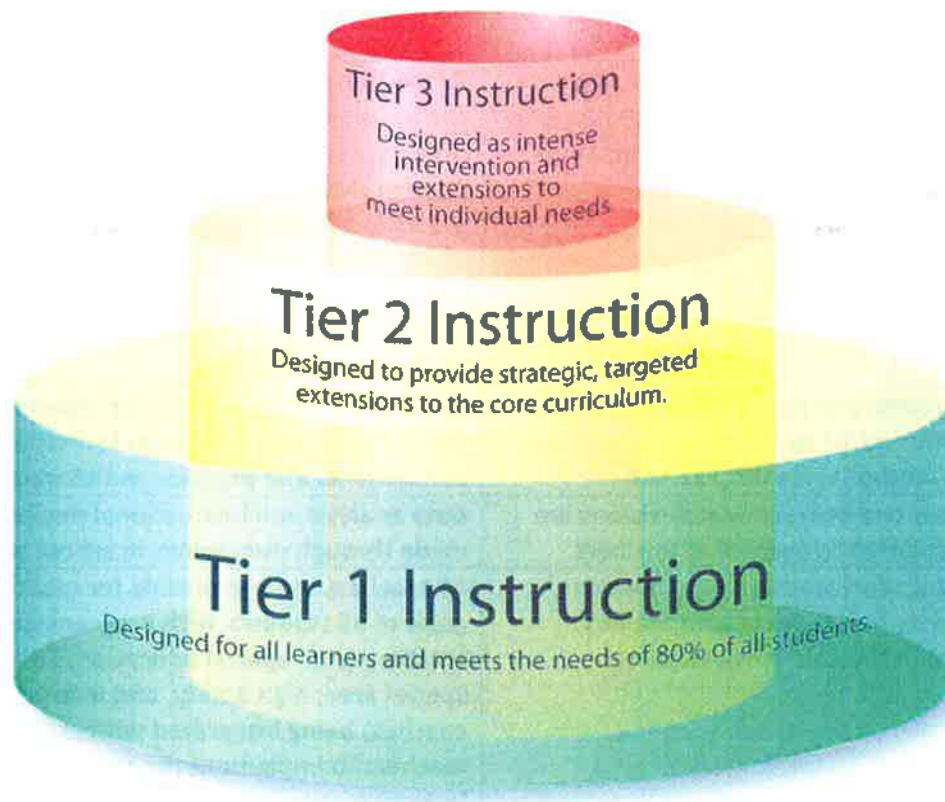 Tier 3 Instruction
Designed as intense
intervention and
extensions to
meet individual needs
Tier 2 Instruction
Designed to provide strategic, targeted
extensions to the core curriculum.
Tier 1 Instruction
Designed for all learners and meets the needs of 80% of all students.